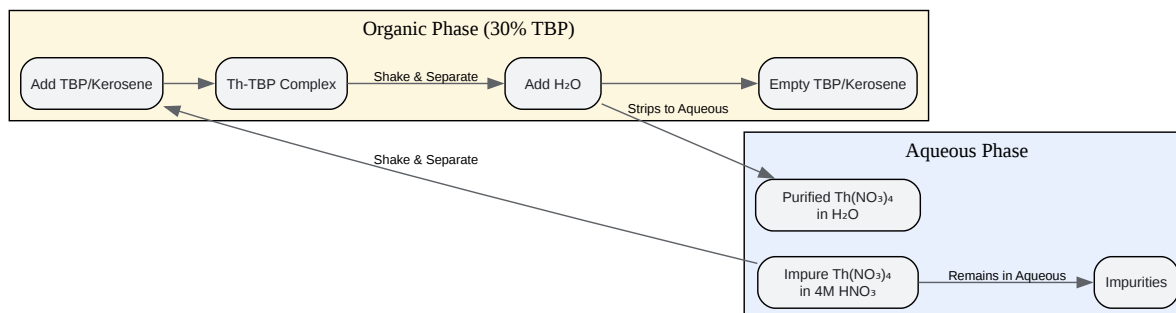 Organic Phase (30% TBP)
Add TBP/Kerosene
Th-TBP Complex
Shake & Separate
Add H₂O
Empty TBP/Kerosene
Strips to Aqueous
Aqueous Phase
Shake & Separate
Purified Th(NO₃)₄
in H₂O
Impure Th(NO₃)₄
in 4M HNO₃
Remains in Aqueous
Impurities